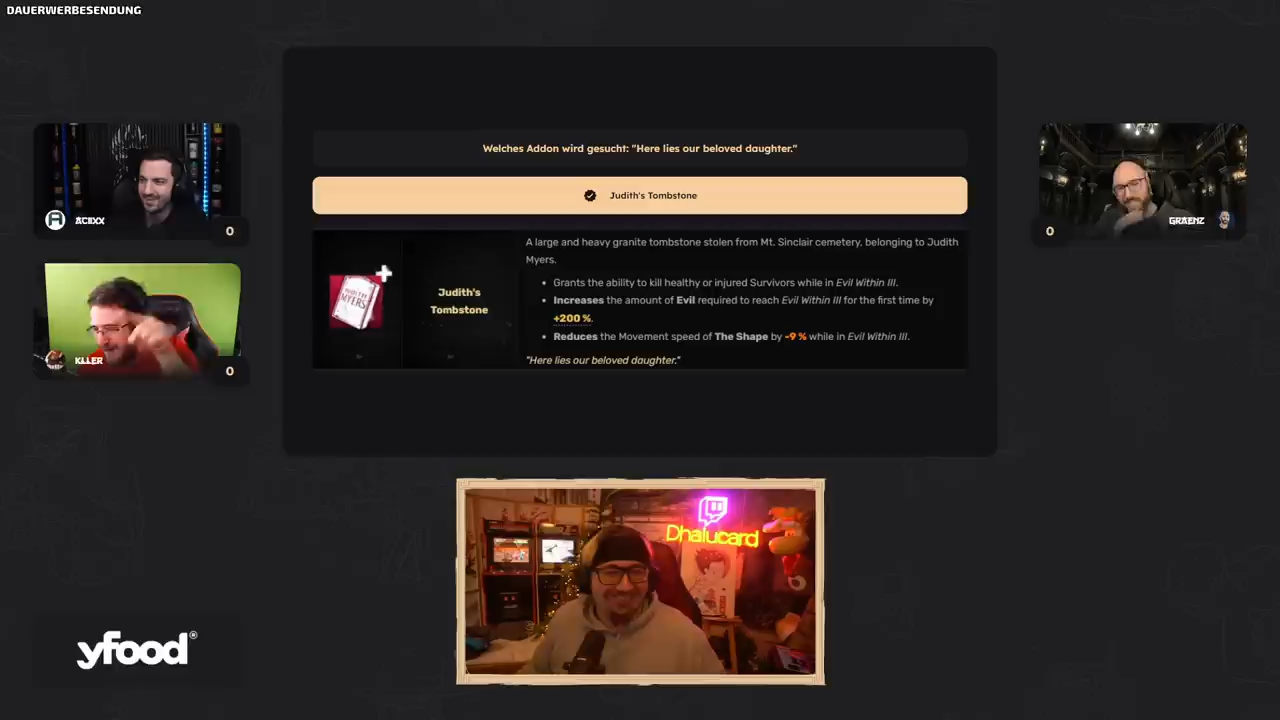 DAUERWERBESENDUNG
Welches Addon wird gesucht: "Here lies our beloved daughter."
Judith's Tombstone
A large and heavy granite tombstone stolen from Mt. Sinclair cemetery, belonging to Judith
Myers.
Judith's
Tombstone
• Grants the ability to kill healthy or injured Survivors while in Evil Within III.
• Increases the amount of Evil required to reach Evil Within III for the first time by
+200 %.
• Reduces the Movement speed of The Shape by -9 % while in Evil Within III.
"Here lies our beloved daughter."
MYERS
ACIIXX
0
KLLER
0
GRAENZ
0
Dhalucard
yfood®